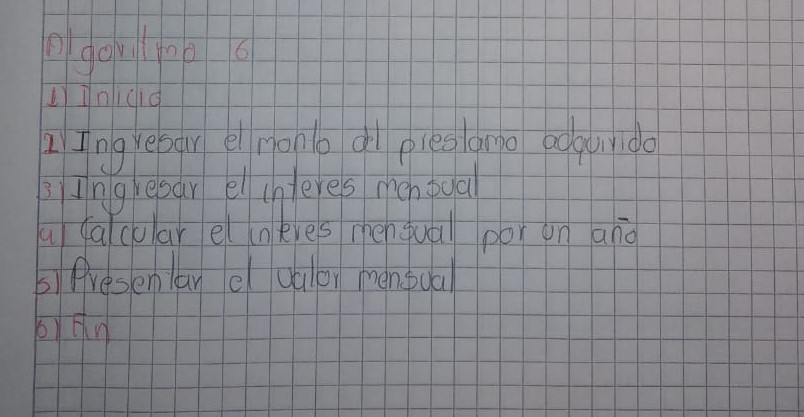 Algoritmo 6
1) Inicio
2) Ingresar el monto del prestamo adquirido
3) Ingresar el interes mensual
4) Calcular el interes mensual por un año
5) Presentar el valor mensual
6) Fin